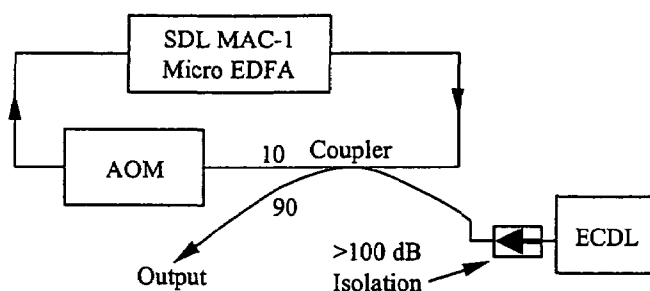 SDL MAC-1
Micro EDFA
AOM
10
Coupler
90
Output
>100 dB
Isolation
ECDL